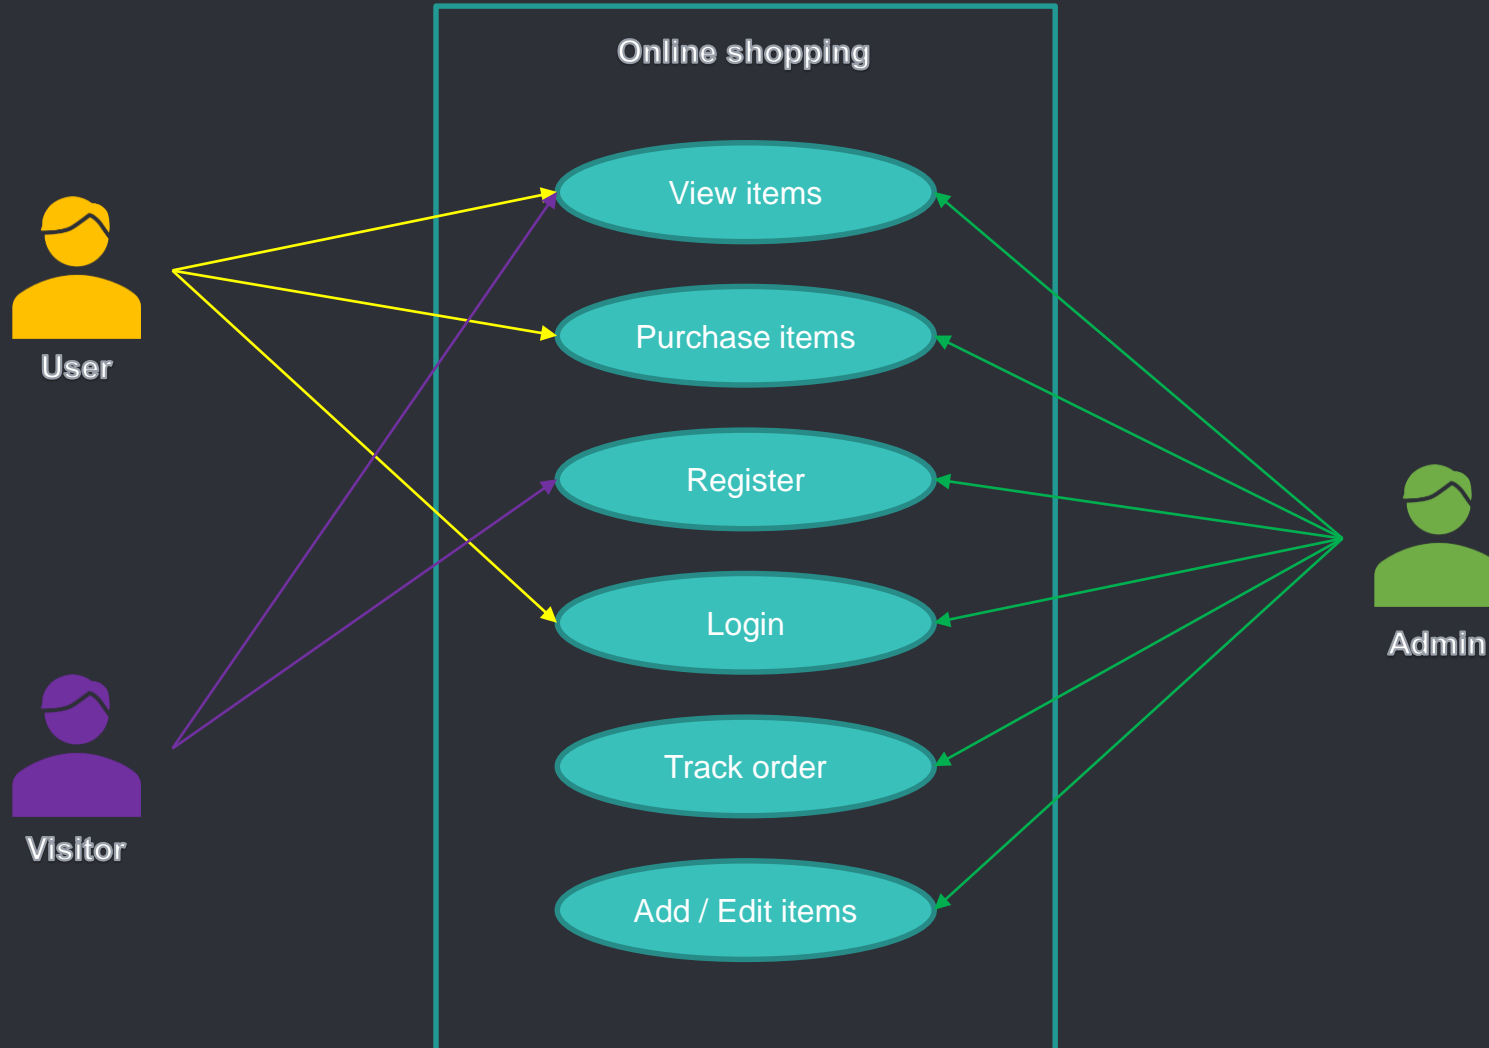 Online shopping
View items
Purchase items
User
Register
Login
Admin
Track order
Visitor
Add / Edit items